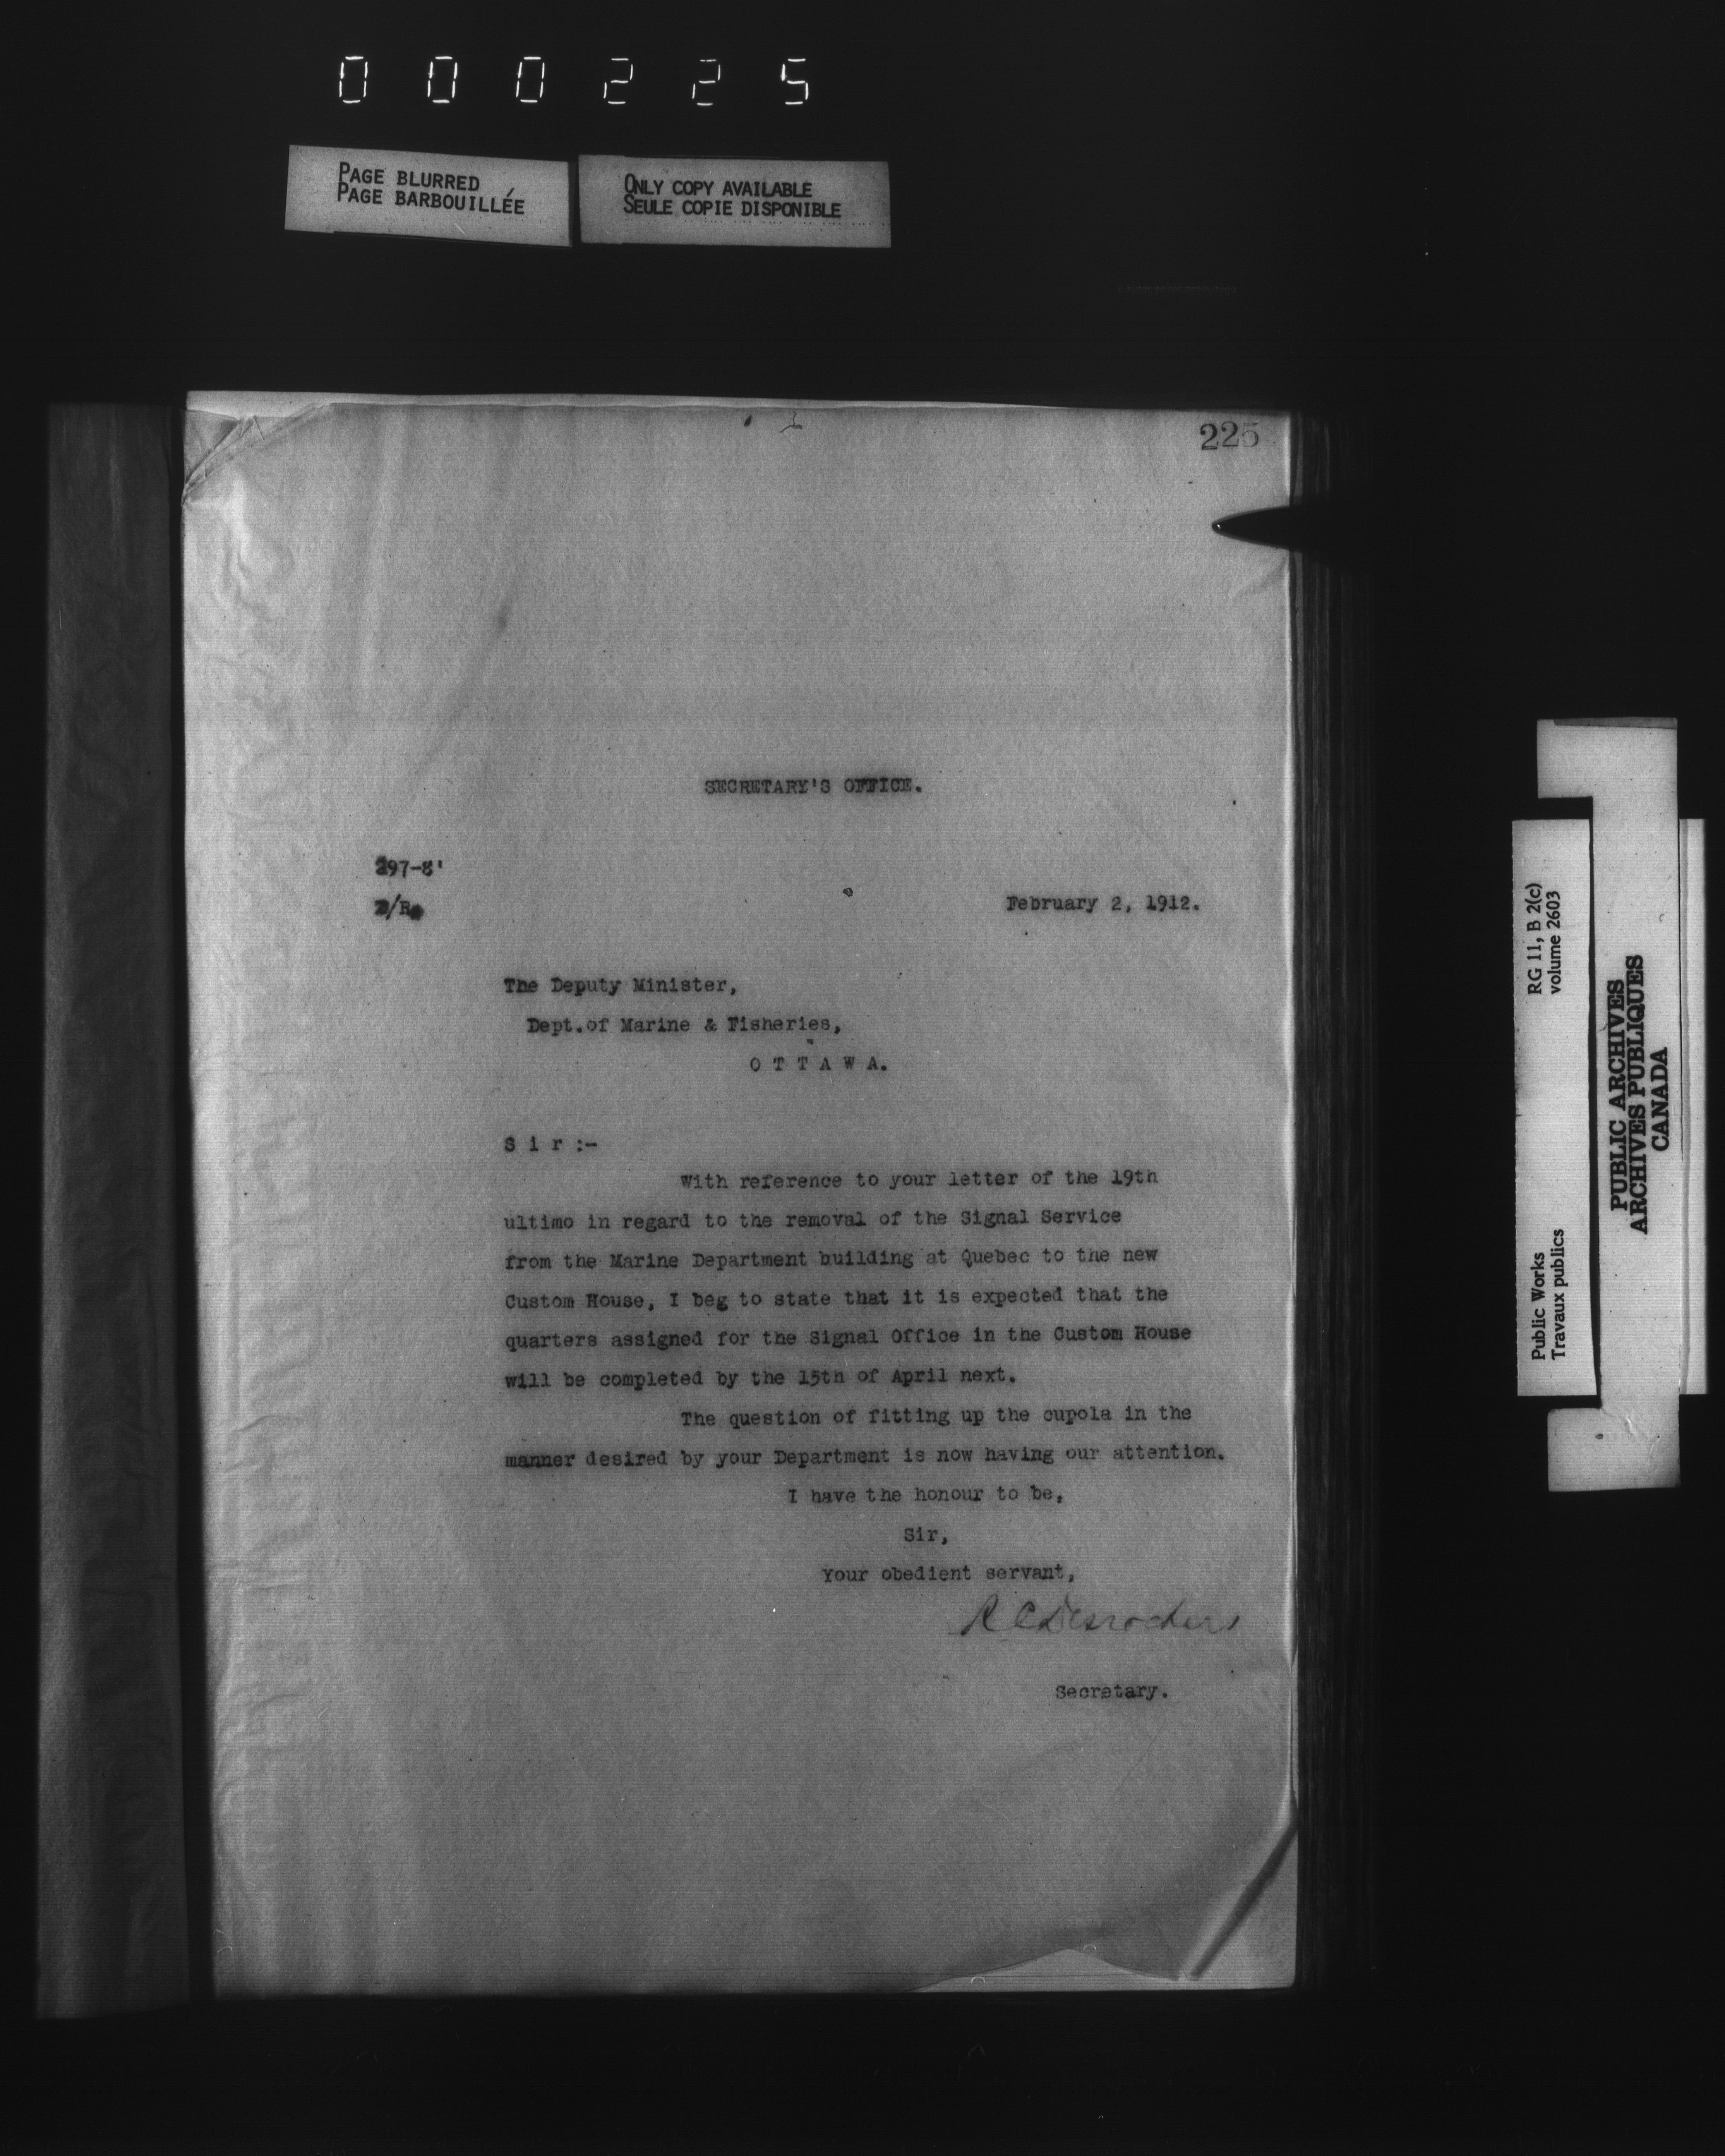 000225
PAGE BLURRED
PAGE BARBOUILLÉE
ONLY COPY AVAILABLE
SEULE COPIE DISPONIBLE
225
SECRETARY'S OFFICE.
297-8'
/R.
February 2, 1912.
The Deputy Minister,
Dept.of Marine & Fisheries,
O T T A W A.
S i r :-
With reference to your letter of the 19th
ultimo in regard to the removal of the Signal Service
from the Marine Department building at Quebec to the new
Custom House, I beg to state that it is expected that the
quarters assigned for the Signal Office in the Custom House
will be completed by the 15th of April next.
The question of fitting up the cupola in the
manner desired by your Department is now having our attention.
I have the honour to be,
Sir,
Your obedient servant,
R C Desrochers
Secretary.
RG 11, B 2(c)
volume 2603
Public Works
Travaux publics
PUBLIC ARCHIVES
ARCHIVES PUBLIQUES
CANADA